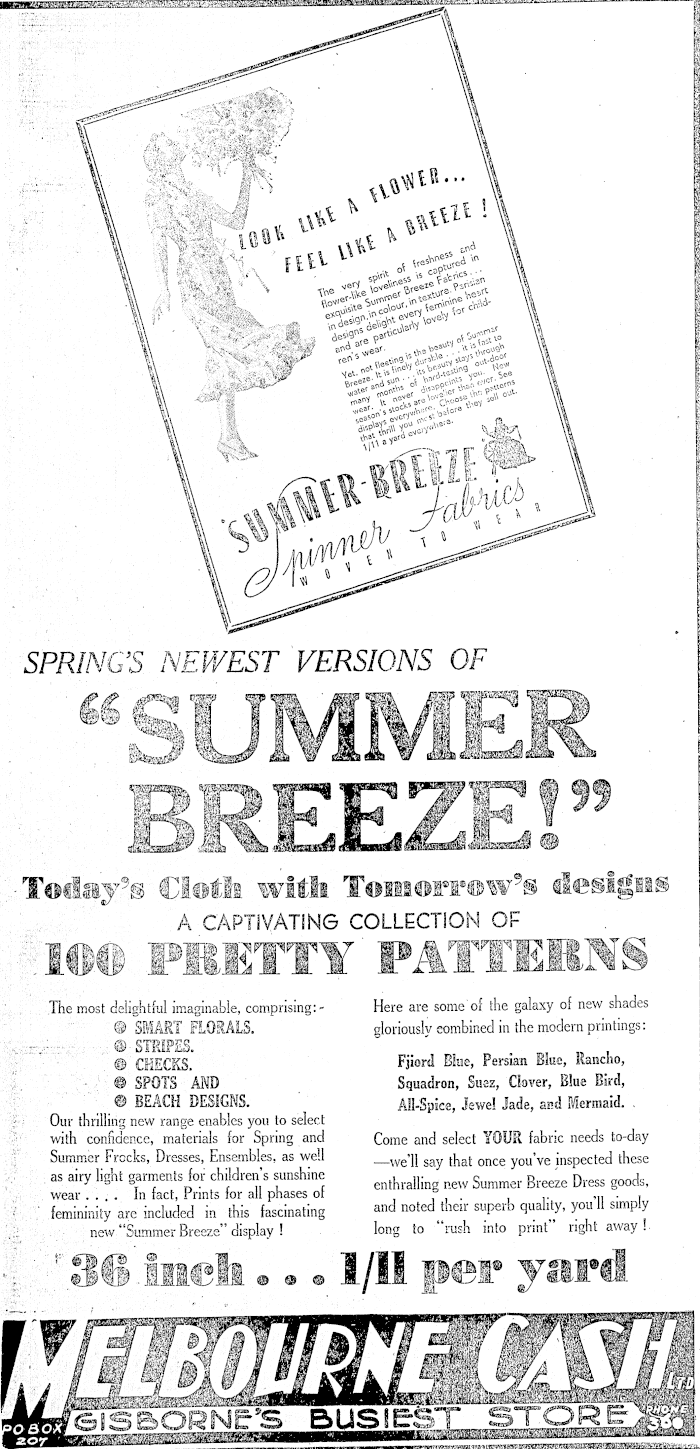 LOOK LIKE A FLOWER...
FEEL LIKE A BREEZE !
The very spirit of freshness and
flower-like loveliness is captured in
exquisite Summer Breeze Fabrics...
in design, in colour, in texture. Parisian
designs delight every feminine heart
and are particularly lovely for child-
ren's wear.
Yet, not fleeting is the beauty of Summer
Breeze. It is finely durable . . . it is fast to
water and sun . . . its beauty stays through
many months of hard-testing out-door
wear. It never disappoints you. New
season's stocks are lovelier than ever. See
displays everywhere. Choose the patterns
that thrill you most before they sell out.
1/11 a yard everywhere.
"SUMMER-BREEZE"
Spinner Fabrics
WOVEN TO WEAR
SPRING'S NEWEST VERSIONS OF
"SUMMER
BREEZE!"
Today's Cloth with Tomorrow's designs
A CAPTIVATING COLLECTION OF
100 PRETTY PATTERNS
The most delightful imaginable, comprising:-
SMART FLORALS.
STRIPES.
CHECKS.
SPOTS AND
BEACH DESIGNS.
Our thrilling new range enables you to select
with confidence, materials for Spring and
Summer Frocks, Dresses, Ensembles, as well
as airy light garments for children's sunshine
wear . . . . In fact, Prints for all phases of
femininity are included in this fascinating
new "Summer Breeze" display !
Here are some of the galaxy of new shades
gloriously combined in the modern printings:
Fjiord Blue, Persian Blue, Rancho,
Squadron, Suez, Clover, Blue Bird,
All-Spice, Jewel Jade, and Mermaid.
Come and select YOUR fabric needs to-day
—we'll say that once you've inspected these
enthralling new Summer Breeze Dress goods,
and noted their superb quality, you'll simply
long to "rush into print" right away !
36 inch . . . 1/11 per yard
MELBOURNE CASH LTD
PO BOX 207
GISBORNE'S BUSIEST STORE
PHONE 360